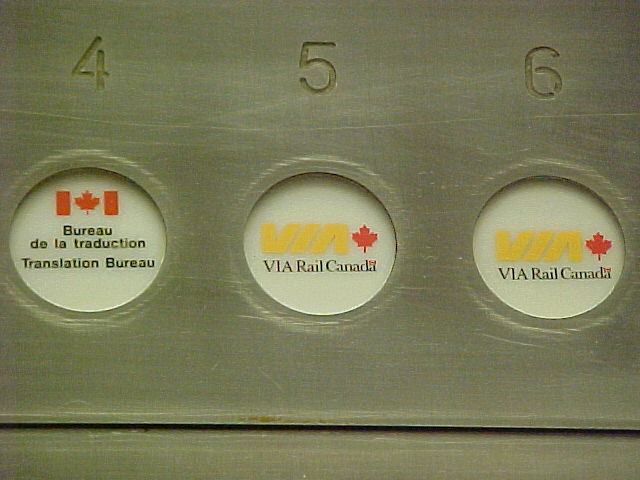 4
5
6
Bureau
de la traduction
Translation Bureau
VIA
VIA Rail Canada
VIA
VIA Rail Canada